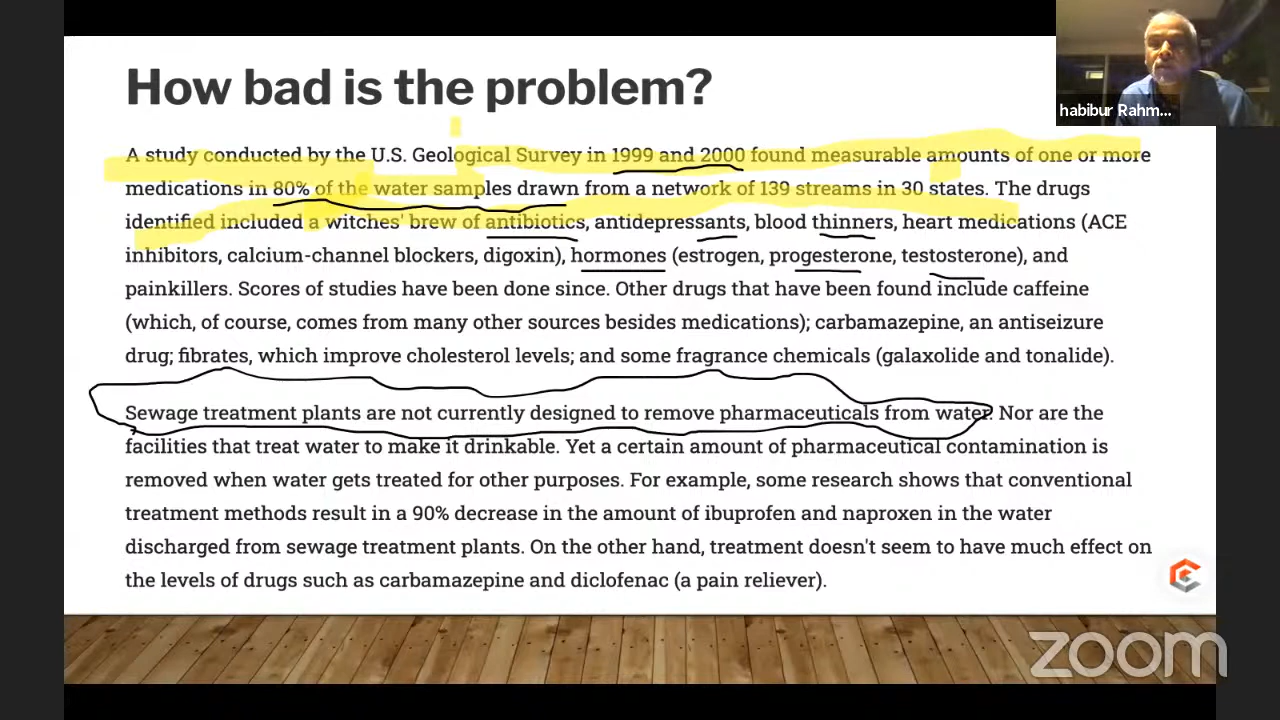 How bad is the problem?
habibur Rahm...
A study conducted by the U.S. Geological Survey in 1999 and 2000 found measurable amounts of one or more
medications in 80% of the water samples drawn from a network of 139 streams in 30 states. The drugs
identified included a witches' brew of antibiotics, antidepressants, blood thinners, heart medications (ACE
inhibitors, calcium-channel blockers, digoxin), hormones (estrogen, progesterone, testosterone), and
painkillers. Scores of studies have been done since. Other drugs that have been found include caffeine
(which, of course, comes from many other sources besides medications); carbamazepine, an antiseizure
drug; fibrates, which improve cholesterol levels; and some fragrance chemicals (galaxolide and tonalide).
Sewage treatment plants are not currently designed to remove pharmaceuticals from water. Nor are the
facilities that treat water to make it drinkable. Yet a certain amount of pharmaceutical contamination is
removed when water gets treated for other purposes. For example, some research shows that conventional
treatment methods result in a 90% decrease in the amount of ibuprofen and naproxen in the water
discharged from sewage treatment plants. On the other hand, treatment doesn't seem to have much effect on
the levels of drugs such as carbamazepine and diclofenac (a pain reliever).
zoom